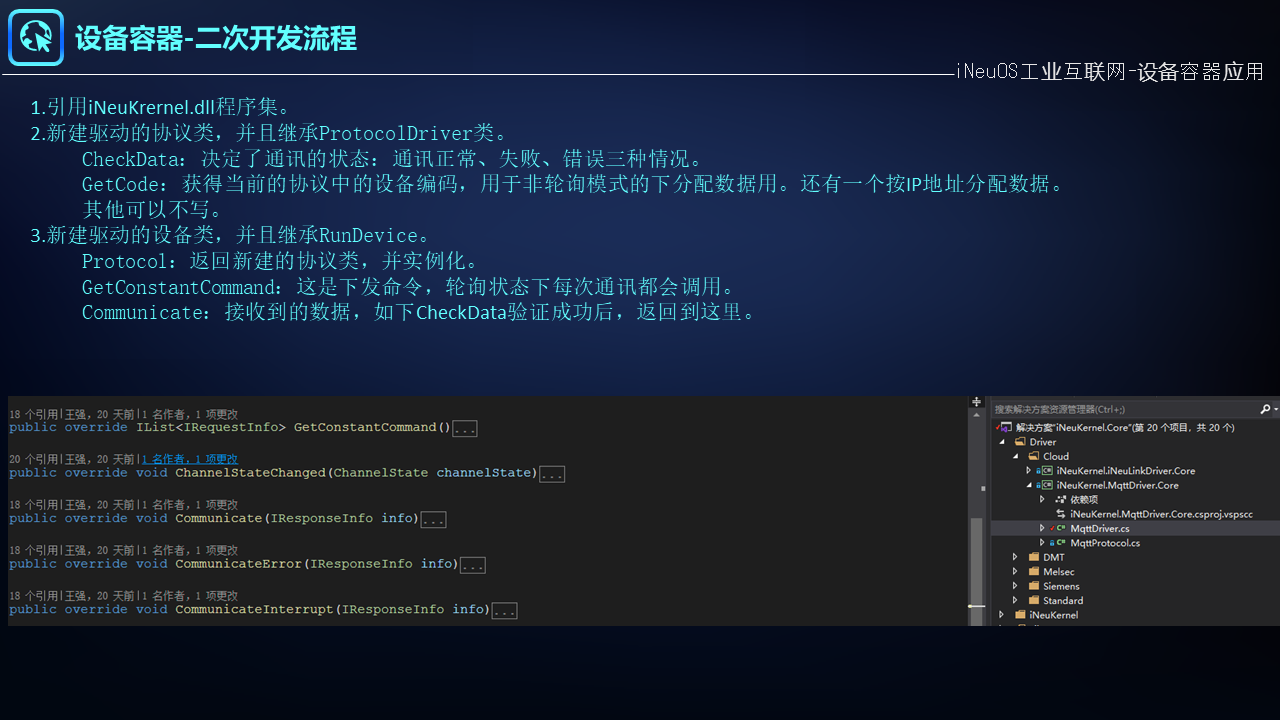 设备容器-二次开发流程
iNeuOS工业互联网-设备容器应用
1.引用iNeuKrernel.dll程序集。
2.新建驱动的协议类，并且继承ProtocolDriver类。
CheckData：决定了通讯的状态：通讯正常、失败、错误三种情况。
GetCode：获得当前的协议中的设备编码，用于非轮询模式的下分配数据用。还有一个按IP地址分配数据。
其他可以不写。
3.新建驱动的设备类，并且继承RunDevice。
Protocol：返回新建的协议类，并实例化。
GetConstantCommand：这是下发命令，轮询状态下每次通讯都会调用。
Communicate：接收到的数据，如下CheckData验证成功后，返回到这里。
18 个引用|王强，20 天前|1 名作者，1 项更改
public override IList<IRequestInfo> GetConstantCommand()...
20 个引用|王强，20 天前|1 名作者，1 项更改
public override void ChannelStateChanged(ChannelState channelState)...
18 个引用|王强，20 天前|1 名作者，1 项更改
public override void Communicate(IResponseInfo info)...
18 个引用|王强，20 天前|1 名作者，1 项更改
public override void CommunicateError(IResponseInfo info)...
18 个引用|王强，20 天前|1 名作者，1 项更改
public override void CommunicateInterrupt(IResponseInfo info)...
搜索解决方案资源管理器(Ctrl+;)
解决方案"iNeuKernel.Core"(第 20 个项目，共 20 个)
Driver
Cloud
iNeuKernel.iNeuLinkDriver.Core
iNeuKernel.MqttDriver.Core
依赖项
iNeuKernel.MqttDriver.Core.csproj.vspscc
MqttDriver.cs
MqttProtocol.cs
DMT
Melsec
Siemens
Standard
iNeuKernel